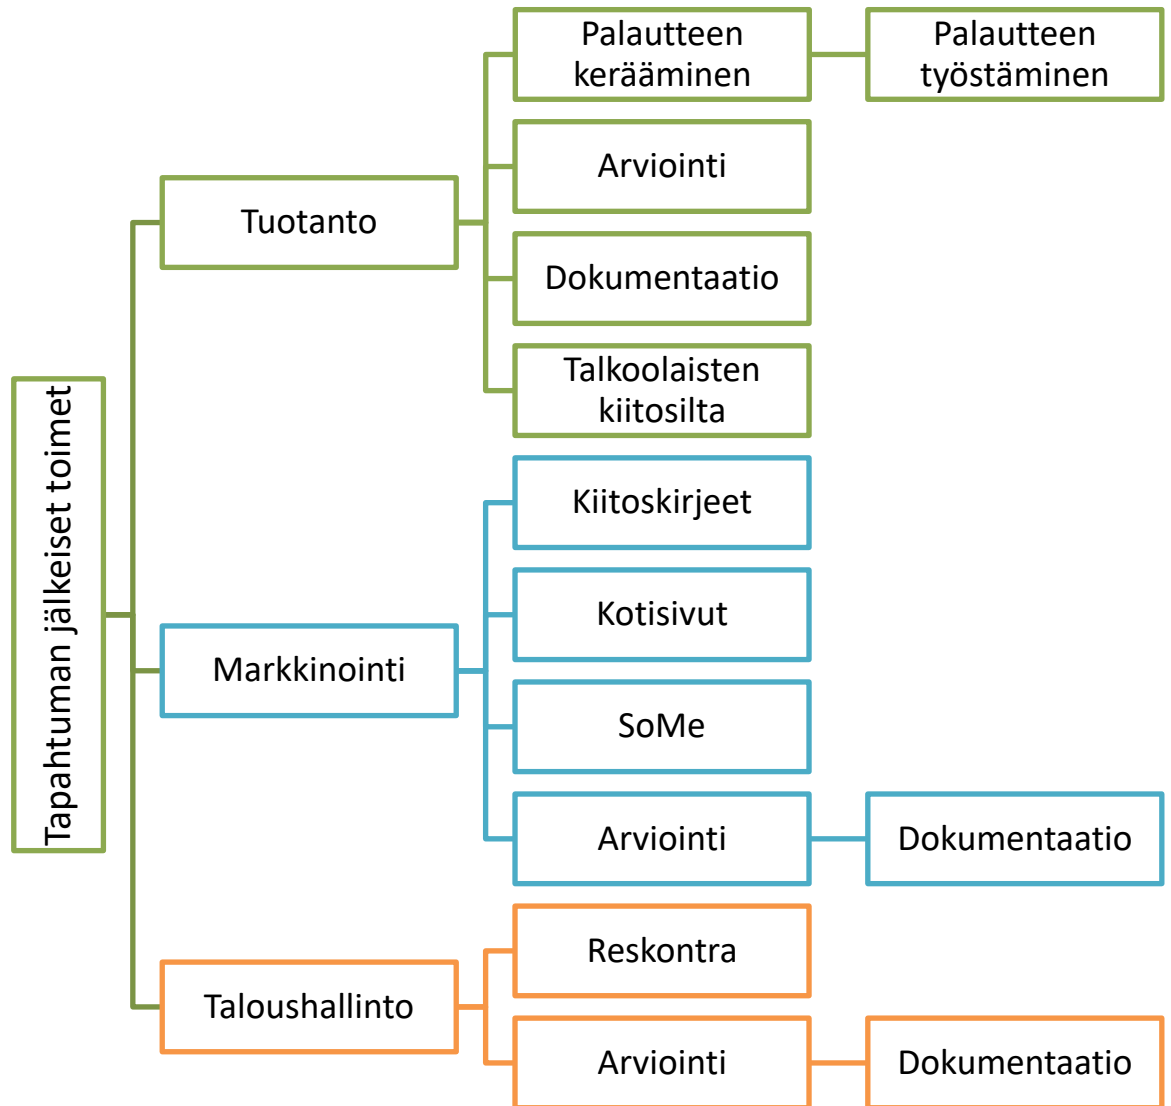 Tapahtuman jälkeiset toimet
Tuotanto
Palautteen
kerääminen
Palautteen
työstäminen
Arviointi
Dokumentaatio
Talkoolaisten
kiitosilta
Markkinointi
Kiitoskirjeet
Kotisivut
SoMe
Arviointi
Dokumentaatio
Taloushallinto
Reskontra
Arviointi
Dokumentaatio